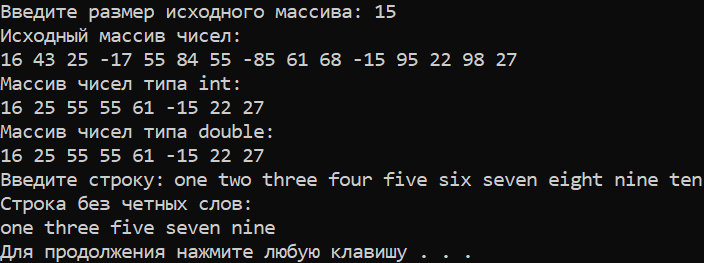 Введите размер исходного массива: 15
Исходный массив чисел:
16 43 25 -17 55 84 55 -85 61 68 -15 95 22 98 27
Массив чисел типа int:
16 25 55 55 61 -15 22 27
Массив чисел типа double:
16 25 55 55 61 -15 22 27
Введите строку: one two three four five six seven eight nine ten
Строка без четных слов:
one three five seven nine
Для продолжения нажмите любую клавишу . . .